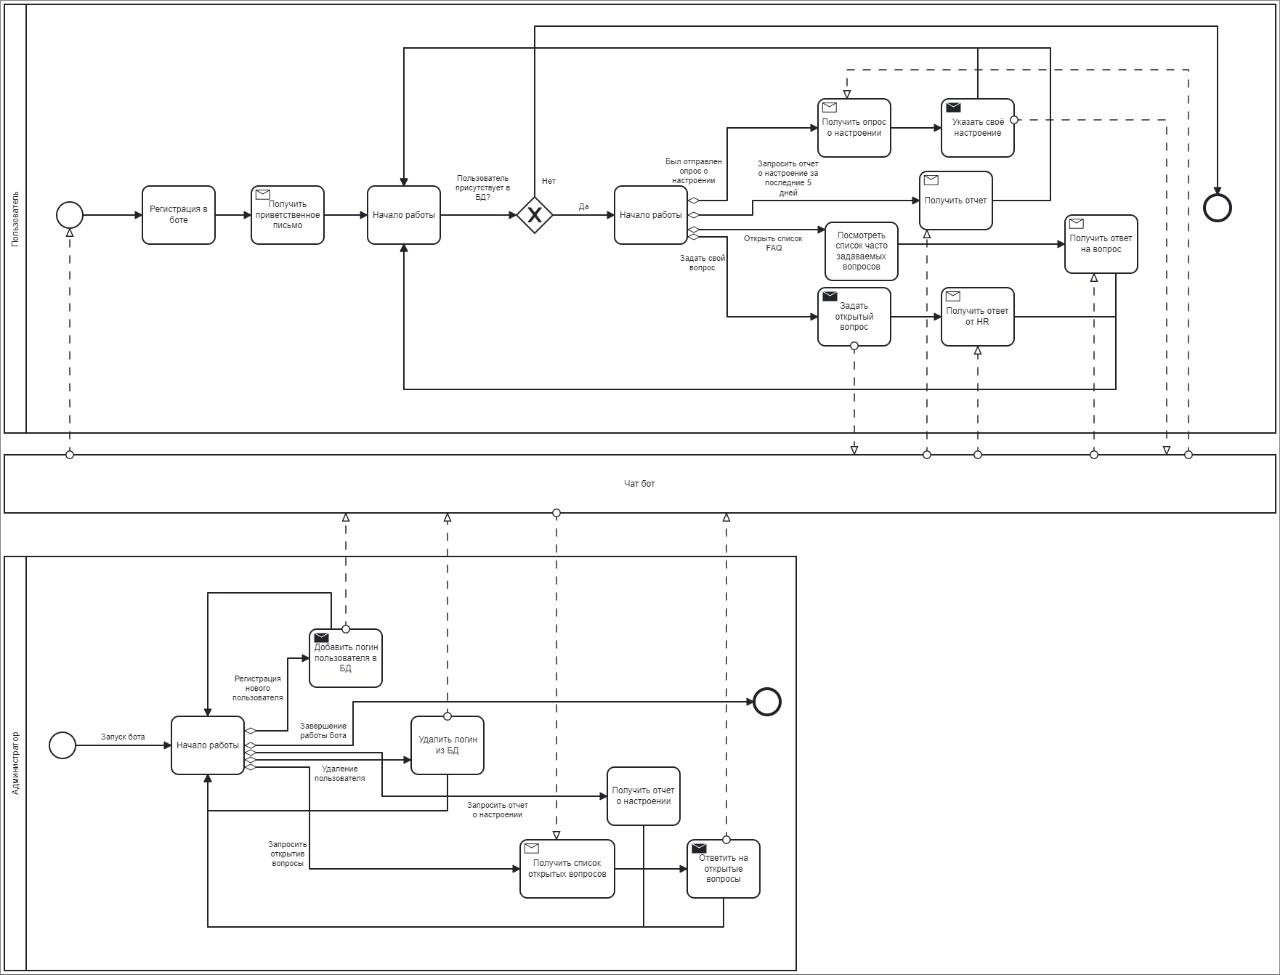 Пользователь
Регистрация в
боте
Получить
приветственное
письмо
Начало работы
Пользователь
присутствует в
БД?
Нет
X
Да
Начало работы
Был отправлен
опрос о
настроении
Запросить отчет
о настроение за
последние 5
дней
Открыть список
FAQ
Задать свой
вопрос
Получить опрос
о настроении
Указать своё
настроение
Получить отчет
Посмотреть
список часто
задаваемых
вопросов
Получить ответ
на вопрос
Задать
открытый
вопрос
Получить ответ
от HR
Чат бот
Администратор
Запуск бота
Начало работы
Регистрация
нового
пользователя
Добавить логин
пользователя в
БД
Завершение
работы бота
Удалить логин
из БД
Удаление
пользователя
Запросить отчет
о настроении
Получить отчет
о настроении
Запросить
открытие
вопросы
Получить список
открытых вопросов
Ответить на
открытые
вопросы